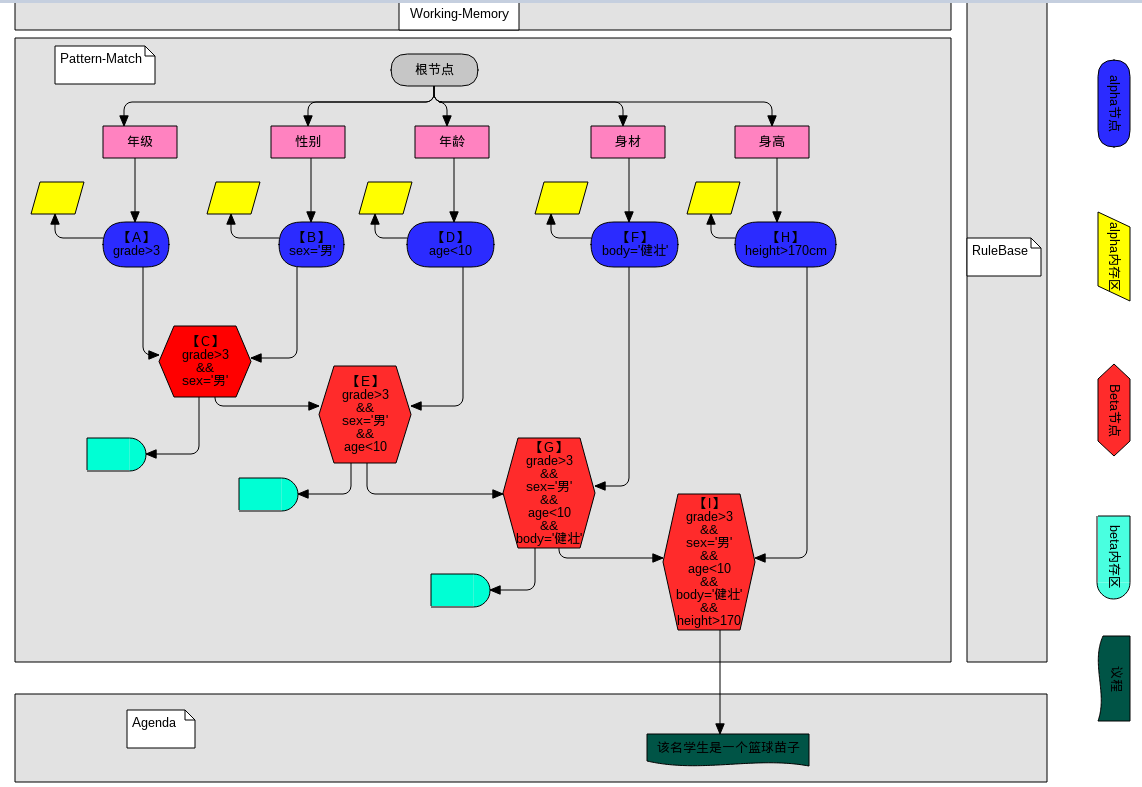 Working-Memory
Pattern-Match
根节点
年级
性别
年龄
身材
身高
【A】
grade>3
【B】
sex='男'
【D】
age<10
【F】
body='健壮'
【H】
height>170cm
【C】
grade>3
&&
sex='男'
【E】
grade>3
&&
sex='男'
&&
age<10
【G】
grade>3
&&
sex='男'
&&
age<10
&&
body='健壮'
【I】
grade>3
&&
sex='男'
&&
age<10
&&
body='健壮'
&&
height>170
Agenda
该名学生是一个篮球苗子
RuleBase
alpha节点
alpha内存区
Beta节点
beta内存区
议程